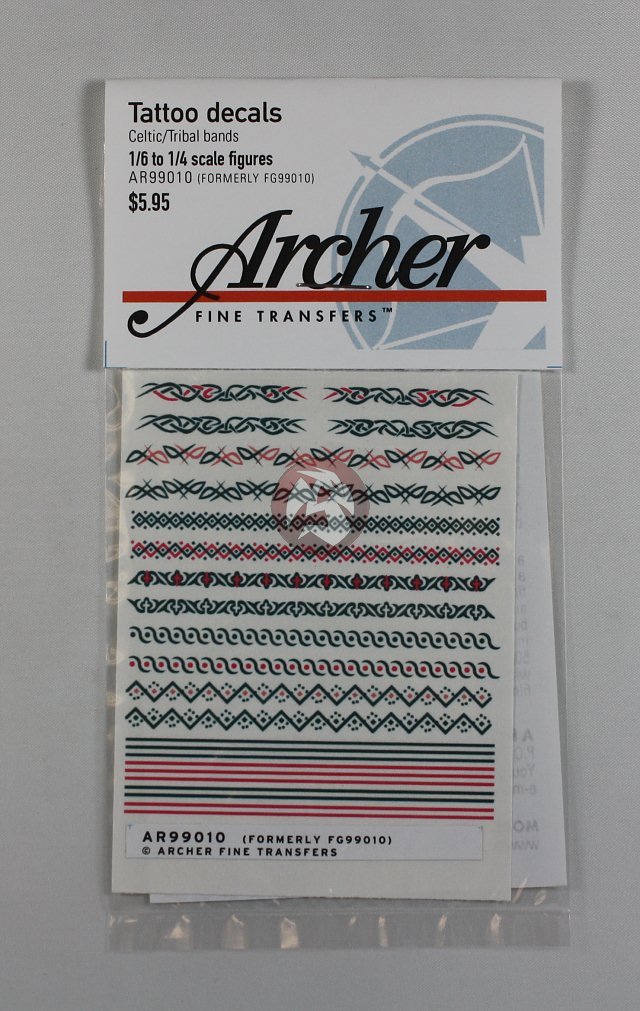 Tattoo decals
Celtic/Tribal bands
1/6 to 1/4 scale figures
AR99010 (FORMERLY FG99010)
$5.95
Archer
FINE TRANSFERS™
AR99010 (FORMERLY FG99010)
© ARCHER FINE TRANSFERS